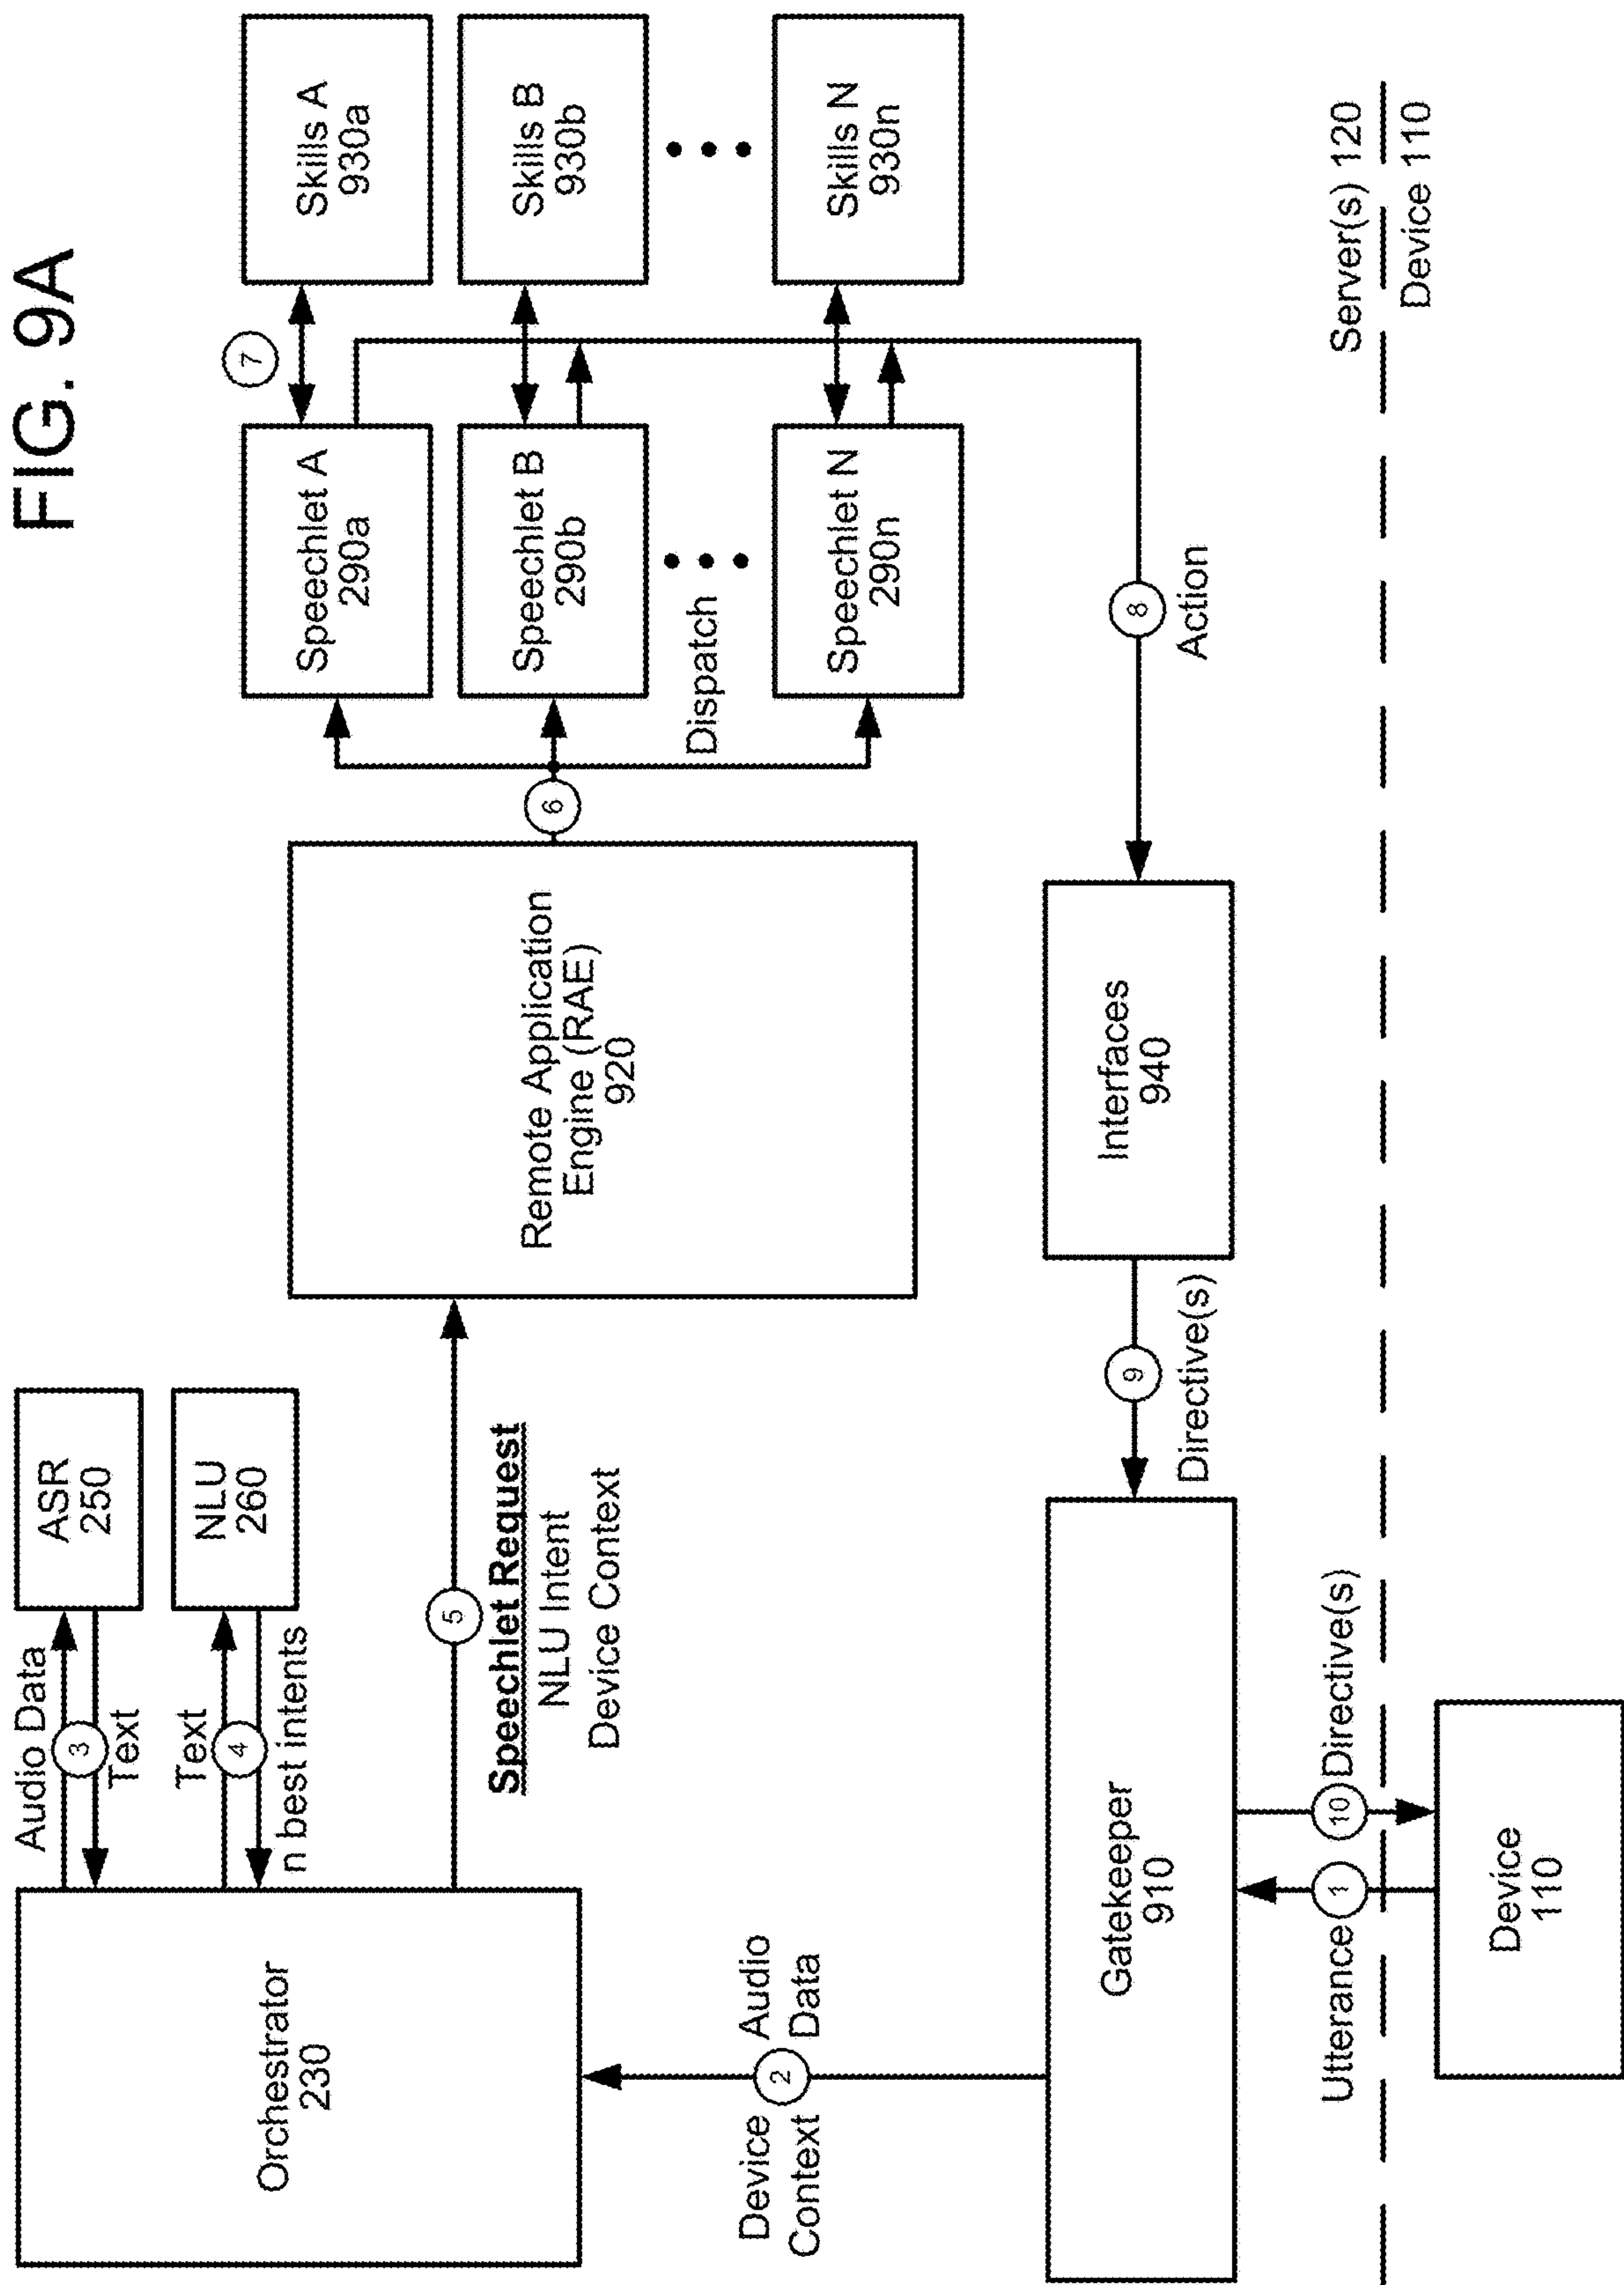 FIG. 9A
Orchestrator
230
Audio Data
3
Text
ASR
250
Text
4
n best intents
NLU
260
5
Speechlet Request
NLU Intent
Device Context
Remote Application
Engine (RAE)
920
6
Dispatch
Speechlet A
290a
Speechlet B
290b
Speechlet N
290n
7
Skills A
930a
Skills B
930b
Skills N
930n
Device
Context
2
Audio
Data
Gatekeeper
910
9
Directive(s)
Interfaces
940
8
Action
Utterance
1
10
Directive(s)
Server(s) 120
Device 110
Device
110